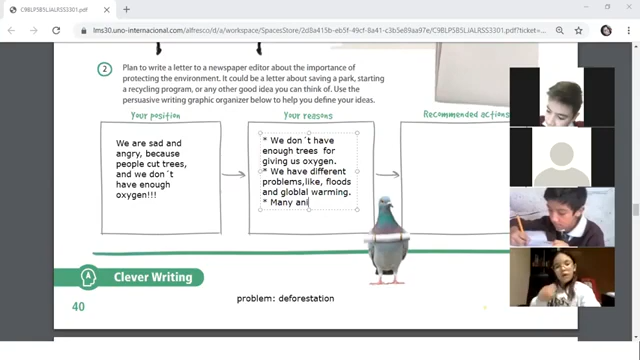 C9BLP5BLJALRSS3301.pdf
lms30.uno-internacional.com/alfresco/d/a/workspace/SpacesStore/2d8a415b-eb5f-49cf-8a41-c3b5e89aa97e/C9BLP5BLJALRSS3301.pdf?ticket=
2 Plan to write a letter to a newspaper editor about the importance of
protecting the environment. It could be a letter about saving a park, starting
a recycling program, or any other good idea you can think of. Use the
persuasive writing graphic organizer below to help you define your ideas.
Your position
Your reasons
Recommended actions
We are sad and
angry, because
people cut trees,
and we don´t
have enough
oxygen!!!
* We don´t have
enough trees for
giving us oxygen.
* We have different
problems,like, floods
and globlal warming.
* Many ani
A Clever Writing
40
problem: deforestation